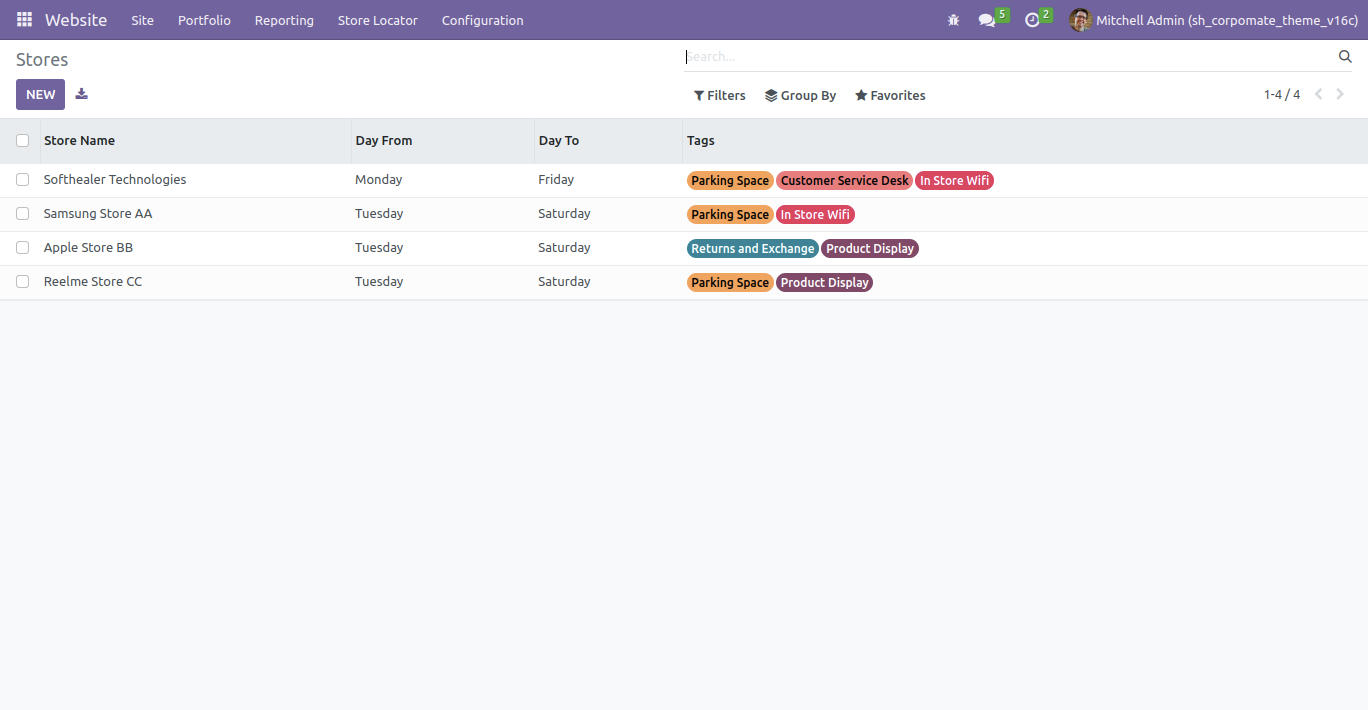 Website Site Portfolio Reporting Store Locator Configuration 5 2 Mitchell Admin (sh_corpomate_theme_v16c)
Stores Search...
NEW Filters Group By Favorites 1-4 / 4
Store Name Day From Day To Tags
Softhealer Technologies Monday Friday Parking Space Customer Service Desk In Store Wifi
Samsung Store AA Tuesday Saturday Parking Space In Store Wifi
Apple Store BB Tuesday Saturday Returns and Exchange Product Display
Reelme Store CC Tuesday Saturday Parking Space Product Display